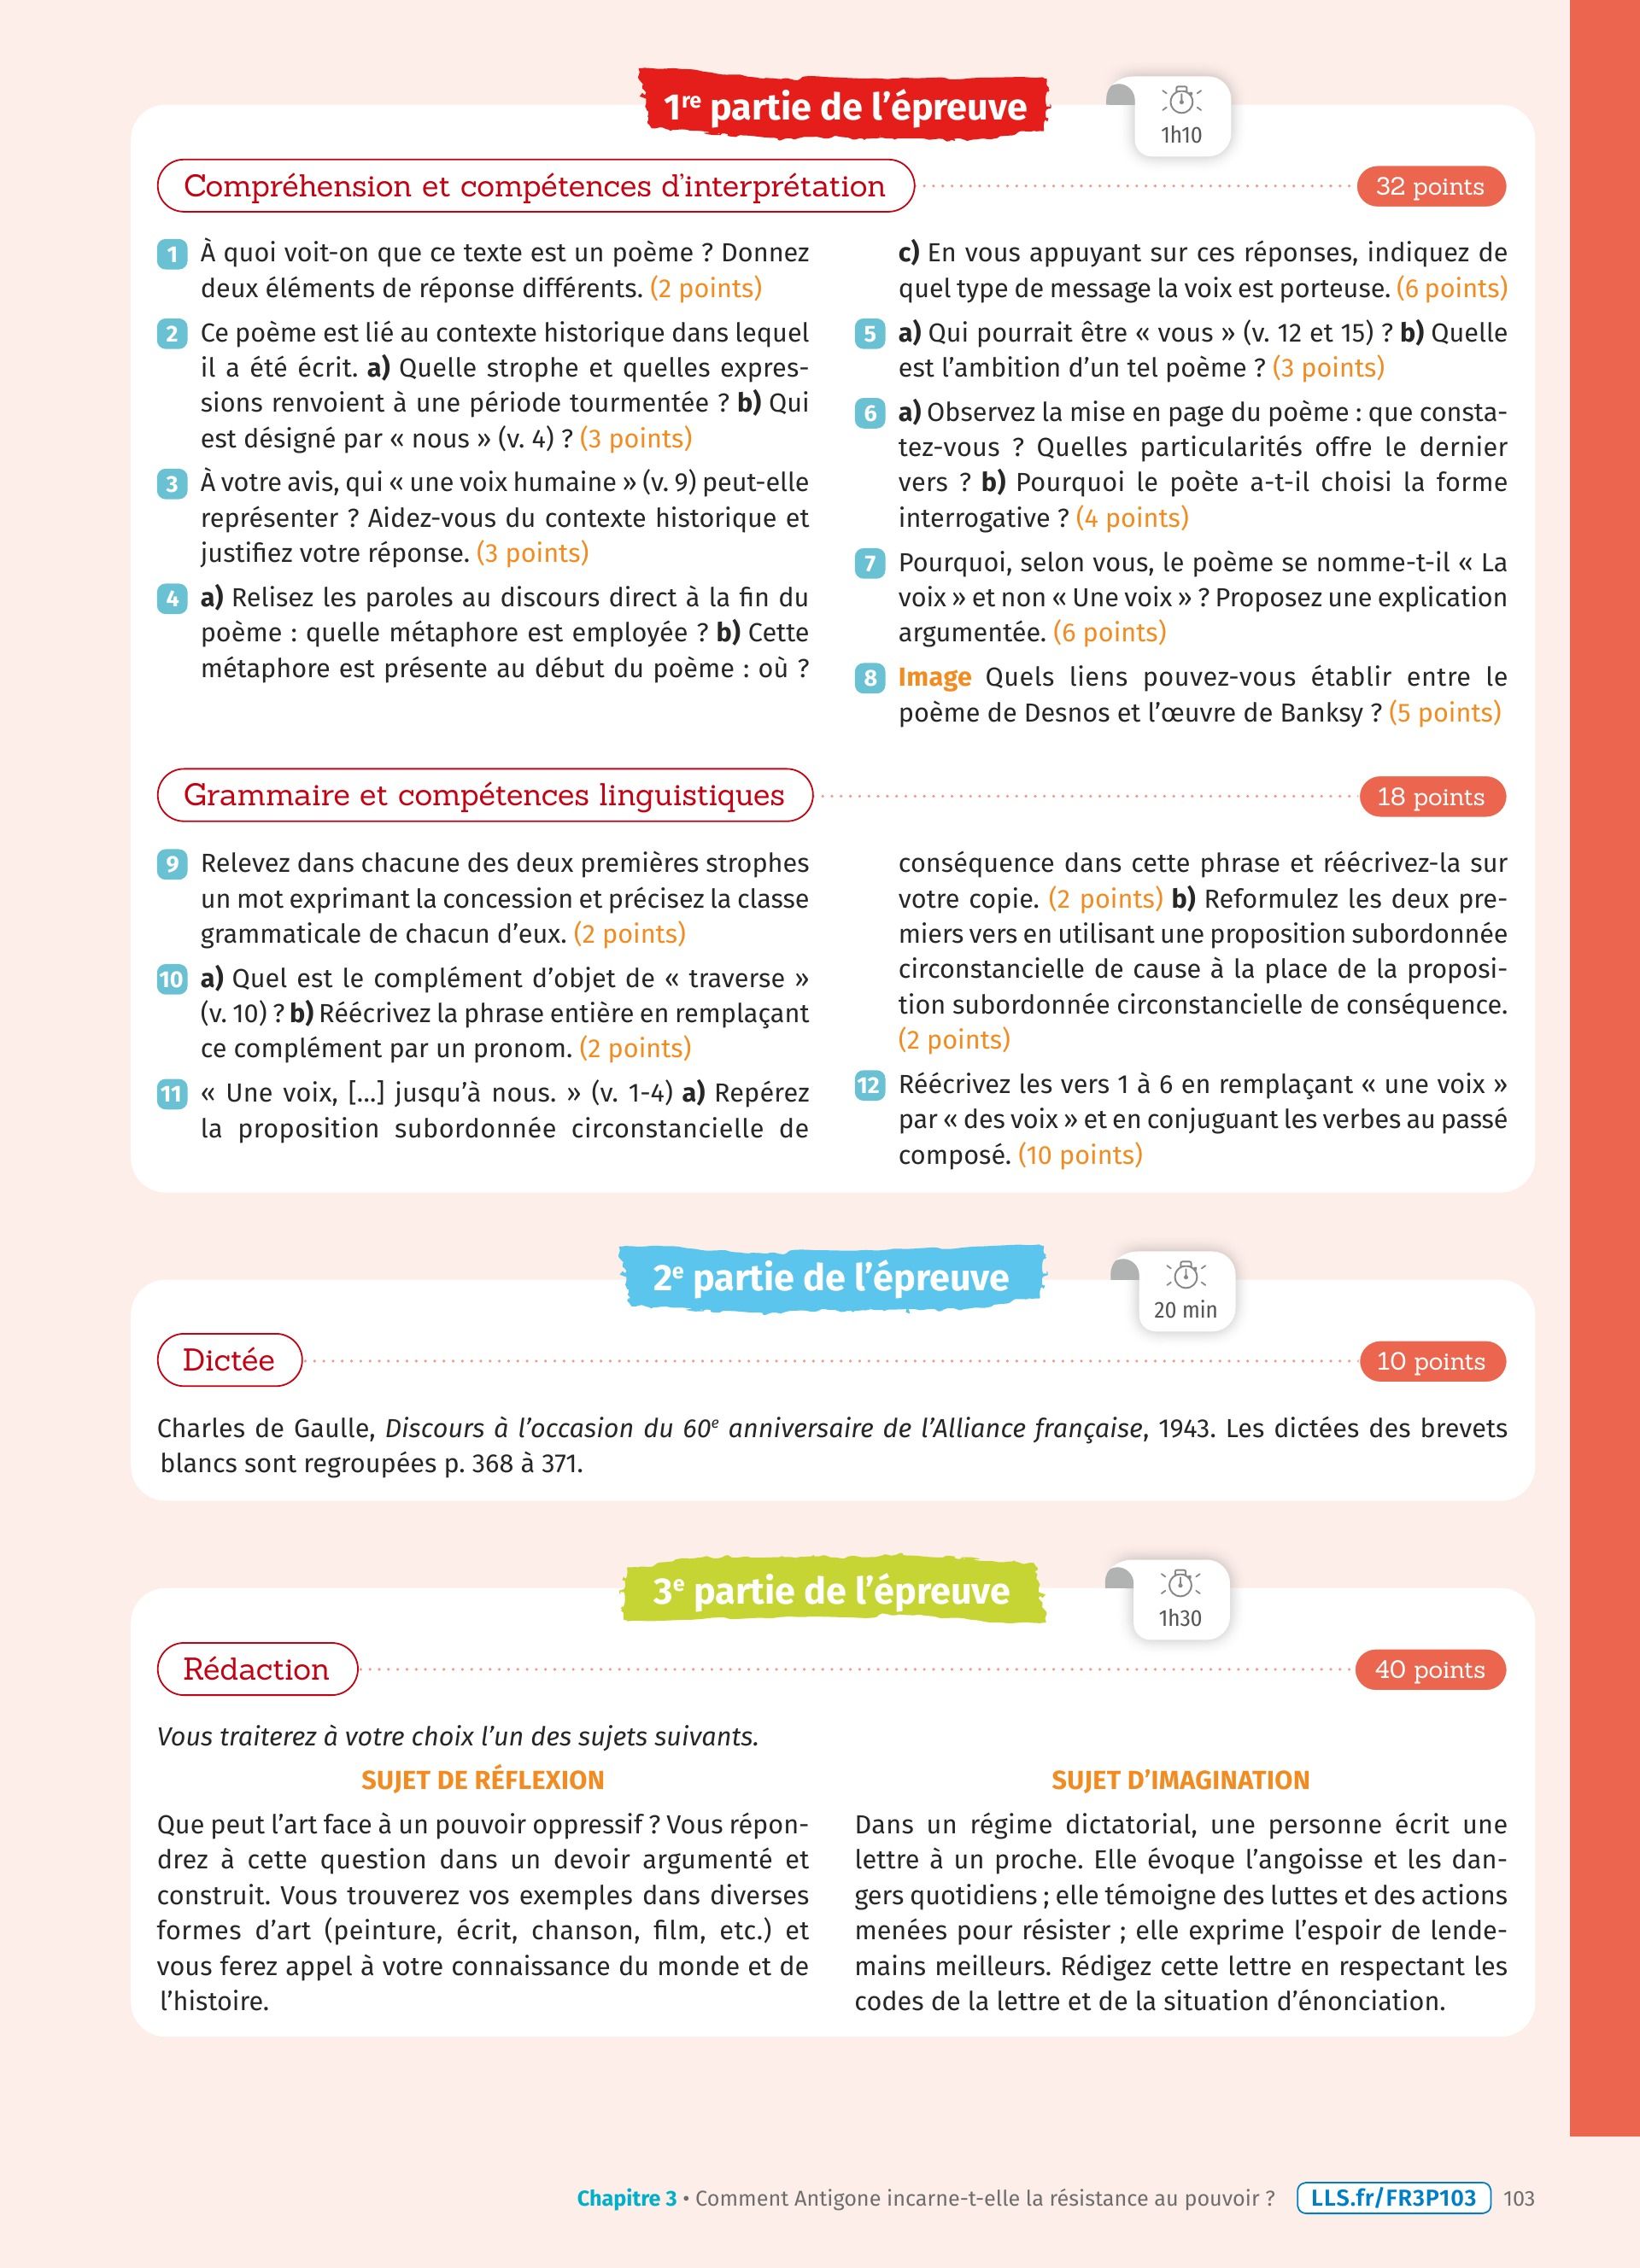 1re partie de l'épreuve
1h10
Compréhension et compétences d'interprétation
32 points
1 À quoi voit-on que ce texte est un poème ? Donnez
deux éléments de réponse différents. (2 points)
2 Ce poème est lié au contexte historique dans lequel
il a été écrit. a) Quelle strophe et quelles expres-
sions renvoient à une période tourmentée ? b) Qui
est désigné par « nous » (v. 4) ? (3 points)
3 À votre avis, qui « une voix humaine » (v. 9) peut-elle
représenter ? Aidez-vous du contexte historique et
justifiez votre réponse. (3 points)
4 a) Relisez les paroles au discours direct à la fin du
poème : quelle métaphore est employée ? b) Cette
métaphore est présente au début du poème : où ?
c) En vous appuyant sur ces réponses, indiquez de
quel type de message la voix est porteuse. (6 points)
5 a) Qui pourrait être « vous » (v. 12 et 15) ? b) Quelle
est l'ambition d'un tel poème ? (3 points)
6 a) Observez la mise en page du poème : que consta-
tez-vous ? Quelles particularités offre le dernier
vers ? b) Pourquoi le poète a-t-il choisi la forme
interrogative ? (4 points)
7 Pourquoi, selon vous, le poème se nomme-t-il « La
voix » et non « Une voix » ? Proposez une explication
argumentée. (6 points)
8 Image Quels liens pouvez-vous établir entre le
poème de Desnos et l'œuvre de Banksy ? (5 points)
Grammaire et compétences linguistiques
18 points
9 Relevez dans chacune des deux premières strophes
un mot exprimant la concession et précisez la classe
grammaticale de chacun d'eux. (2 points)
10 a) Quel est le complément d'objet de « traverse »
(v. 10) ? b) Réécrivez la phrase entière en remplaçant
ce complément par un pronom. (2 points)
11 « Une voix, [...] jusqu'à nous. » (v. 1-4) a) Repérez
la proposition subordonnée circonstancielle de
conséquence dans cette phrase et réécrivez-la sur
votre copie. (2 points) b) Reformulez les deux pre-
miers vers en utilisant une proposition subordonnée
circonstancielle de cause à la place de la proposi-
tion subordonnée circonstancielle de conséquence.
(2 points)
12 Réécrivez les vers 1 à 6 en remplaçant « une voix »
par « des voix » et en conjuguant les verbes au passé
composé. (10 points)
2e partie de l'épreuve
20 min
Dictée
10 points
Charles de Gaulle, Discours à l'occasion du 60e anniversaire de l'Alliance française, 1943. Les dictées des brevets
blancs sont regroupées p. 368 à 371.
3e partie de l'épreuve
1h30
Rédaction
40 points
Vous traiterez à votre choix l'un des sujets suivants.
SUJET DE RÉFLEXION
Que peut l'art face à un pouvoir oppressif ? Vous répon-
drez à cette question dans un devoir argumenté et
construit. Vous trouverez vos exemples dans diverses
formes d'art (peinture, écrit, chanson, film, etc.) et
vous ferez appel à votre connaissance du monde et de
l'histoire.
SUJET D'IMAGINATION
Dans un régime dictatorial, une personne écrit une
lettre à un proche. Elle évoque l'angoisse et les dan-
gers quotidiens ; elle témoigne des luttes et des actions
menées pour résister ; elle exprime l'espoir de lende-
mains meilleurs. Rédigez cette lettre en respectant les
codes de la lettre et de la situation d'énonciation.
Chapitre 3 • Comment Antigone incarne-t-elle la résistance au pouvoir ? LLS.fr/FR3P103 103